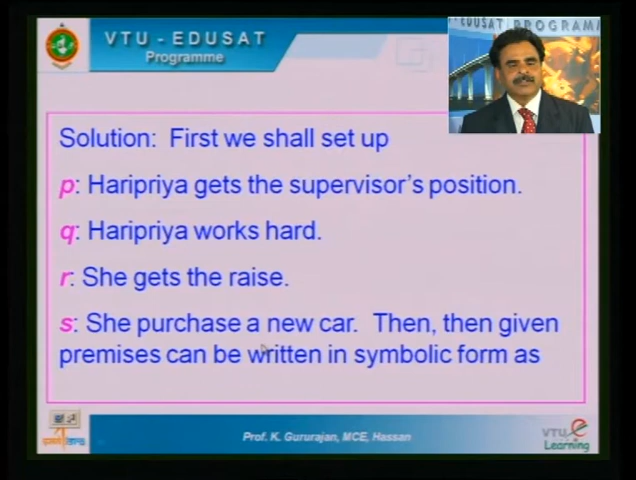 VTU - EDUSAT
Programme
EDUSAT PROGRAMM
Solution: First we shall set up
p: Haripriya gets the supervisor's position.
q: Haripriya works hard.
r: She gets the raise.
s: She purchase a new car. Then, then given
premises can be written in symbolic form as
Prof. K. Gururajan, MCE, Hassan
VTU e
Learning